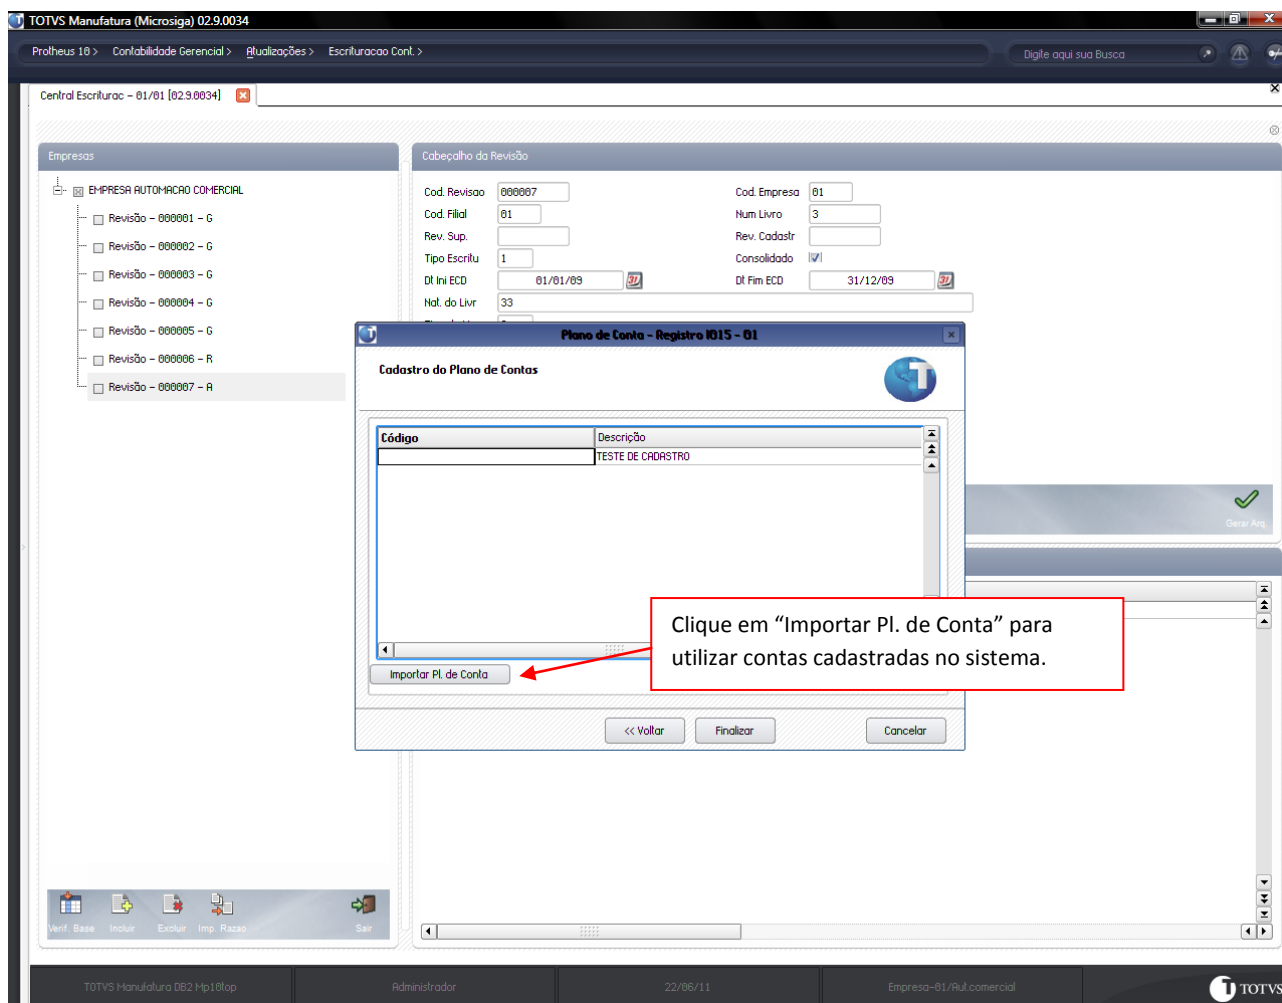 TOTVS Manufatura (Microsiga) 02.9.0034
Protheus 10 > Contabilidade Gerencial > Atualizações > Escrituracao Cont. >
Digite aqui sua Busca
Central Escriturac - 01/01 [02.9.0034]
Empresas
EMPRESA AUTOMACAO COMERCIAL
Revisão - 000001 - G
Revisão - 000002 - G
Revisão - 000003 - G
Revisão - 000004 - G
Revisão - 000005 - G
Revisão - 000006 - R
Revisão - 000007 - A
Cabeçalho da Revisão
Cod. Revisao 000007 Cod. Empresa 01
Cod. Filial 01 Num Livro 3
Rev. Sup. Rev. Cadastr
Tipo Escritu 1 Consolidado
Dt Ini ECD 01/01/09 31 Dt Fim ECD 31/12/09 31
Nat. do Livr 33
Plano de Conta - Registro I015 - 01
Cadastro do Plano de Contas
Código Descrição
TESTE DE CADASTRO
Gerar Arq.
Clique em “Importar Pl. de Conta” para
utilizar contas cadastradas no sistema.
Importar Pl. de Conta
<< Voltar Finalizar Cancelar
Verif. Base Incluir Excluir Imp. Razao Sair
TOTVS Manufatura DB2 Mp10top Administrador 22/06/11 Empresa-01/Aut.comercial TOTVS